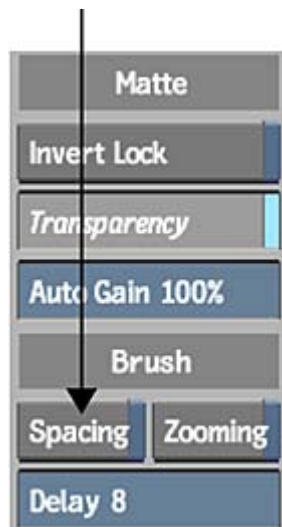 Matte
Invert Lock
Transparency
Auto Gain 100%
Brush
Spacing Zooming
Delay 8